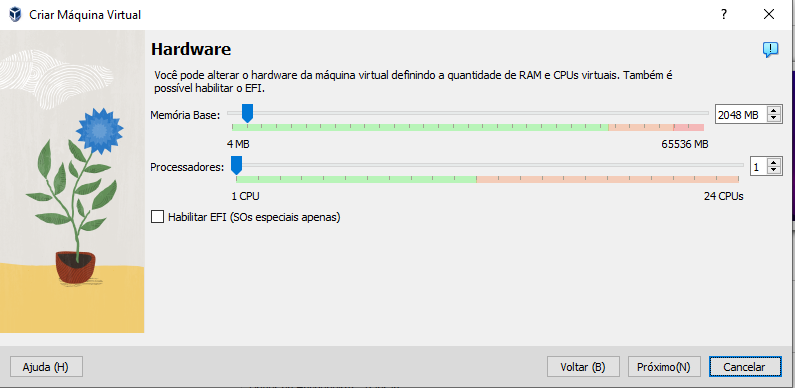 Criar Máquina Virtual
Hardware
Você pode alterar o hardware da máquina virtual definindo a quantidade de RAM e CPUs virtuais. Também é
possível habilitar o EFI.
Memória Base:
2048 MB
4 MB
65536 MB
Processadores:
1
1 CPU
24 CPUs
Habilitar EFI (SOs especiais apenas)
Ajuda (H)
Voltar (B)
Próximo(N)
Cancelar